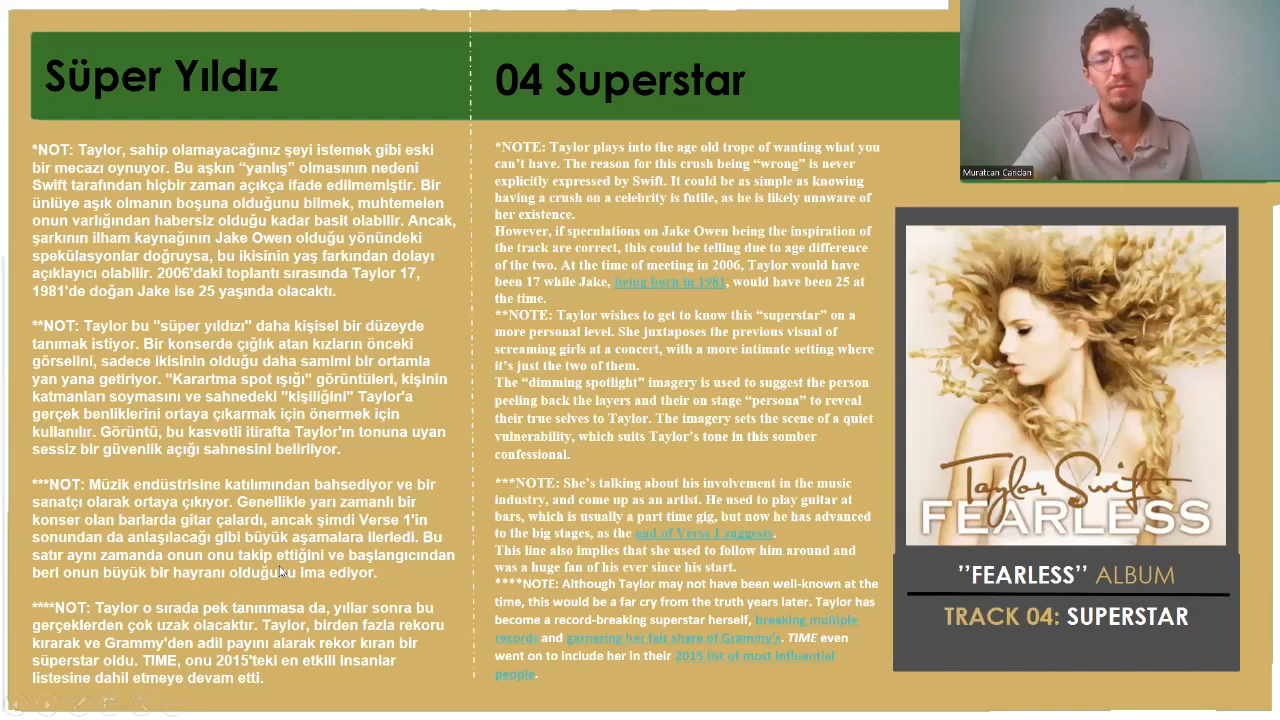 Süper Yıldız
*NOT: Taylor, sahip olamayacağınız şeyi istemek gibi eski
bir mecazı oynuyor. Bu aşkın “yanlış” olmasının nedeni
Swift tarafından hiçbir zaman açıkça ifade edilmemiştir. Bir
ünlüye aşık olmanın boşuna olduğunu bilmek, muhtemelen
onun varlığından habersiz olduğu kadar basit olabilir. Ancak,
şarkının ilham kaynağının Jake Owen olduğu yönündeki
spekülasyonlar doğruysa, bu ikisinin yaş farkından dolayı
açıklayıcı olabilir. 2006'daki toplantı sırasında Taylor 17,
1981'de doğan Jake ise 25 yaşında olacaktı.
**NOT: Taylor bu "süper yıldızı" daha kişisel bir düzeyde
tanımak istiyor. Bir konserde çığlık atan kızların önceki
görselini, sadece ikisinin olduğu daha samimi bir ortamla
yan yana getiriyor. "Karartma spot ışığı" görüntüleri, kişinin
katmanları soymasını ve sahnedeki "kişiliğini" Taylor'a
gerçek benliklerini ortaya çıkarmak için önermek için
kullanılır. Görüntü, bu kasvetli itirafta Taylor'ın tonuna uyan
sessiz bir güvenlik açığı sahnesini belirliyor.
***NOT: Müzik endüstrisine katılımından bahsediyor ve bir
sanatçı olarak ortaya çıkıyor. Genellikle yarı zamanlı bir
konser olan barlarda gitar çalardı, ancak şimdi Verse 1'in
sonundan da anlaşılacağı gibi büyük aşamalara ilerledi. Bu
satır aynı zamanda onun onu takip ettiğini ve başlangıcından
beri onun büyük bir hayranı olduğunu ima ediyor.
****NOT: Taylor o sırada pek tanınmasa da, yıllar sonra bu
gerçeklerden çok uzak olacaktır. Taylor, birden fazla rekoru
kırarak ve Grammy'den adil payını alarak rekor kıran bir
süperstar oldu. TIME, onu 2015'teki en etkili insanlar
listesine dahil etmeye devam etti.
04 Superstar
*NOTE: Taylor plays into the age old trope of wanting what you
can’t have. The reason for this crush being “wrong” is never
explicitly expressed by Swift. It could be as simple as knowing
having a crush on a celebrity is futile, as he is likely unaware of
her existence.
However, if speculations on Jake Owen being the inspiration of
the track are correct, this could be telling due to age difference
of the two. At the time of meeting in 2006, Taylor would have
been 17 while Jake, being born in 1981, would have been 25 at
the time.
**NOTE: Taylor wishes to get to know this “superstar” on a
more personal level. She juxtaposes the previous visual of
screaming girls at a concert, with a more intimate setting where
it’s just the two of them.
The “dimming spotlight” imagery is used to suggest the person
peeling back the layers and their on stage “persona” to reveal
their true selves to Taylor. The imagery sets the scene of a quiet
vulnerability, which suits Taylor’s tone in this somber
confessional.
***NOTE: She’s talking about his involvement in the music
industry, and come up as an artist. He used to play guitar at
bars, which is usually a part time gig, but now he has advanced
to the big stages, as the end of Verse 1 suggests.
This line also implies that she used to follow him around and
was a huge fan of his ever since his start.
****NOTE: Although Taylor may not have been well-known at the
time, this would be a far cry from the truth years later. Taylor has
become a record-breaking superstar herself, breaking multiple
records and garnering her fair share of Grammy’s. TIME even
went on to include her in their 2015 list of most influential
people.
Muratcan Candan
Taylor Swift
FEARLESS
’’FEARLESS’’ ALBUM
TRACK 04: SUPERSTAR